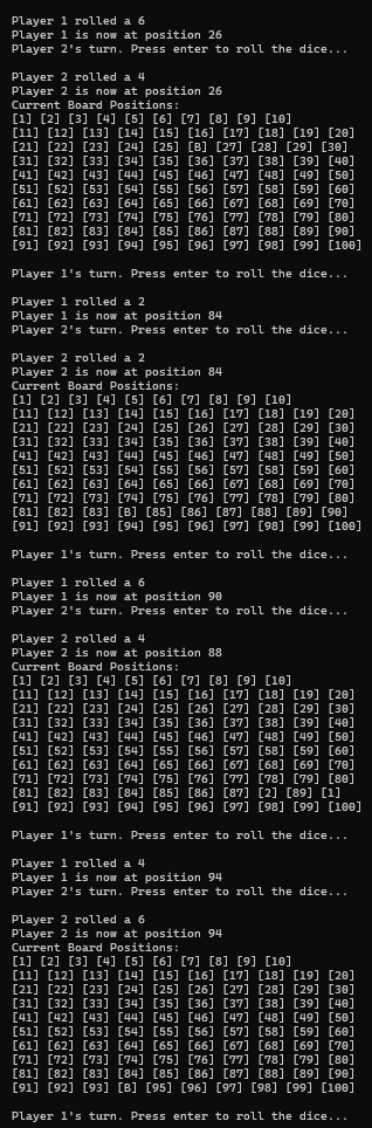 Player 1 rolled a 6
Player 1 is now at position 26
Player 2's turn. Press enter to roll the dice...
Player 2 rolled a 4
Player 2 is now at position 26
Current Board Positions:
[1] [2] [3] [4] [5] [6] [7] [8] [9] [10]
[11] [12] [13] [14] [15] [16] [17] [18] [19] [20]
[21] [22] [23] [24] [25] [B] [27] [28] [29] [30]
[31] [32] [33] [34] [35] [36] [37] [38] [39] [40]
[41] [42] [43] [44] [45] [46] [47] [48] [49] [50]
[51] [52] [53] [54] [55] [56] [57] [58] [59] [60]
[61] [62] [63] [64] [65] [66] [67] [68] [69] [70]
[71] [72] [73] [74] [75] [76] [77] [78] [79] [80]
[81] [82] [83] [84] [85] [86] [87] [88] [89] [90]
[91] [92] [93] [94] [95] [96] [97] [98] [99] [100]
Player 1's turn. Press enter to roll the dice...
Player 1 rolled a 2
Player 1 is now at position 84
Player 2's turn. Press enter to roll the dice...
Player 2 rolled a 2
Player 2 is now at position 84
Current Board Positions:
[1] [2] [3] [4] [5] [6] [7] [8] [9] [10]
[11] [12] [13] [14] [15] [16] [17] [18] [19] [20]
[21] [22] [23] [24] [25] [26] [27] [28] [29] [30]
[31] [32] [33] [34] [35] [36] [37] [38] [39] [40]
[41] [42] [43] [44] [45] [46] [47] [48] [49] [50]
[51] [52] [53] [54] [55] [56] [57] [58] [59] [60]
[61] [62] [63] [64] [65] [66] [67] [68] [69] [70]
[71] [72] [73] [74] [75] [76] [77] [78] [79] [80]
[81] [82] [83] [B] [85] [86] [87] [88] [89] [90]
[91] [92] [93] [94] [95] [96] [97] [98] [99] [100]
Player 1's turn. Press enter to roll the dice...
Player 1 rolled a 6
Player 1 is now at position 90
Player 2's turn. Press enter to roll the dice...
Player 2 rolled a 4
Player 2 is now at position 88
Current Board Positions:
[1] [2] [3] [4] [5] [6] [7] [8] [9] [10]
[11] [12] [13] [14] [15] [16] [17] [18] [19] [20]
[21] [22] [23] [24] [25] [26] [27] [28] [29] [30]
[31] [32] [33] [34] [35] [36] [37] [38] [39] [40]
[41] [42] [43] [44] [45] [46] [47] [48] [49] [50]
[51] [52] [53] [54] [55] [56] [57] [58] [59] [60]
[61] [62] [63] [64] [65] [66] [67] [68] [69] [70]
[71] [72] [73] [74] [75] [76] [77] [78] [79] [80]
[81] [82] [83] [84] [85] [86] [87] [2] [89] [1]
[91] [92] [93] [94] [95] [96] [97] [98] [99] [100]
Player 1's turn. Press enter to roll the dice...
Player 1 rolled a 4
Player 1 is now at position 94
Player 2's turn. Press enter to roll the dice...
Player 2 rolled a 6
Player 2 is now at position 94
Current Board Positions:
[1] [2] [3] [4] [5] [6] [7] [8] [9] [10]
[11] [12] [13] [14] [15] [16] [17] [18] [19] [20]
[21] [22] [23] [24] [25] [26] [27] [28] [29] [30]
[31] [32] [33] [34] [35] [36] [37] [38] [39] [40]
[41] [42] [43] [44] [45] [46] [47] [48] [49] [50]
[51] [52] [53] [54] [55] [56] [57] [58] [59] [60]
[61] [62] [63] [64] [65] [66] [67] [68] [69] [70]
[71] [72] [73] [74] [75] [76] [77] [78] [79] [80]
[81] [82] [83] [84] [85] [86] [87] [88] [89] [90]
[91] [92] [93] [B] [95] [96] [97] [98] [99] [100]
Player 1's turn. Press enter to roll the dice...